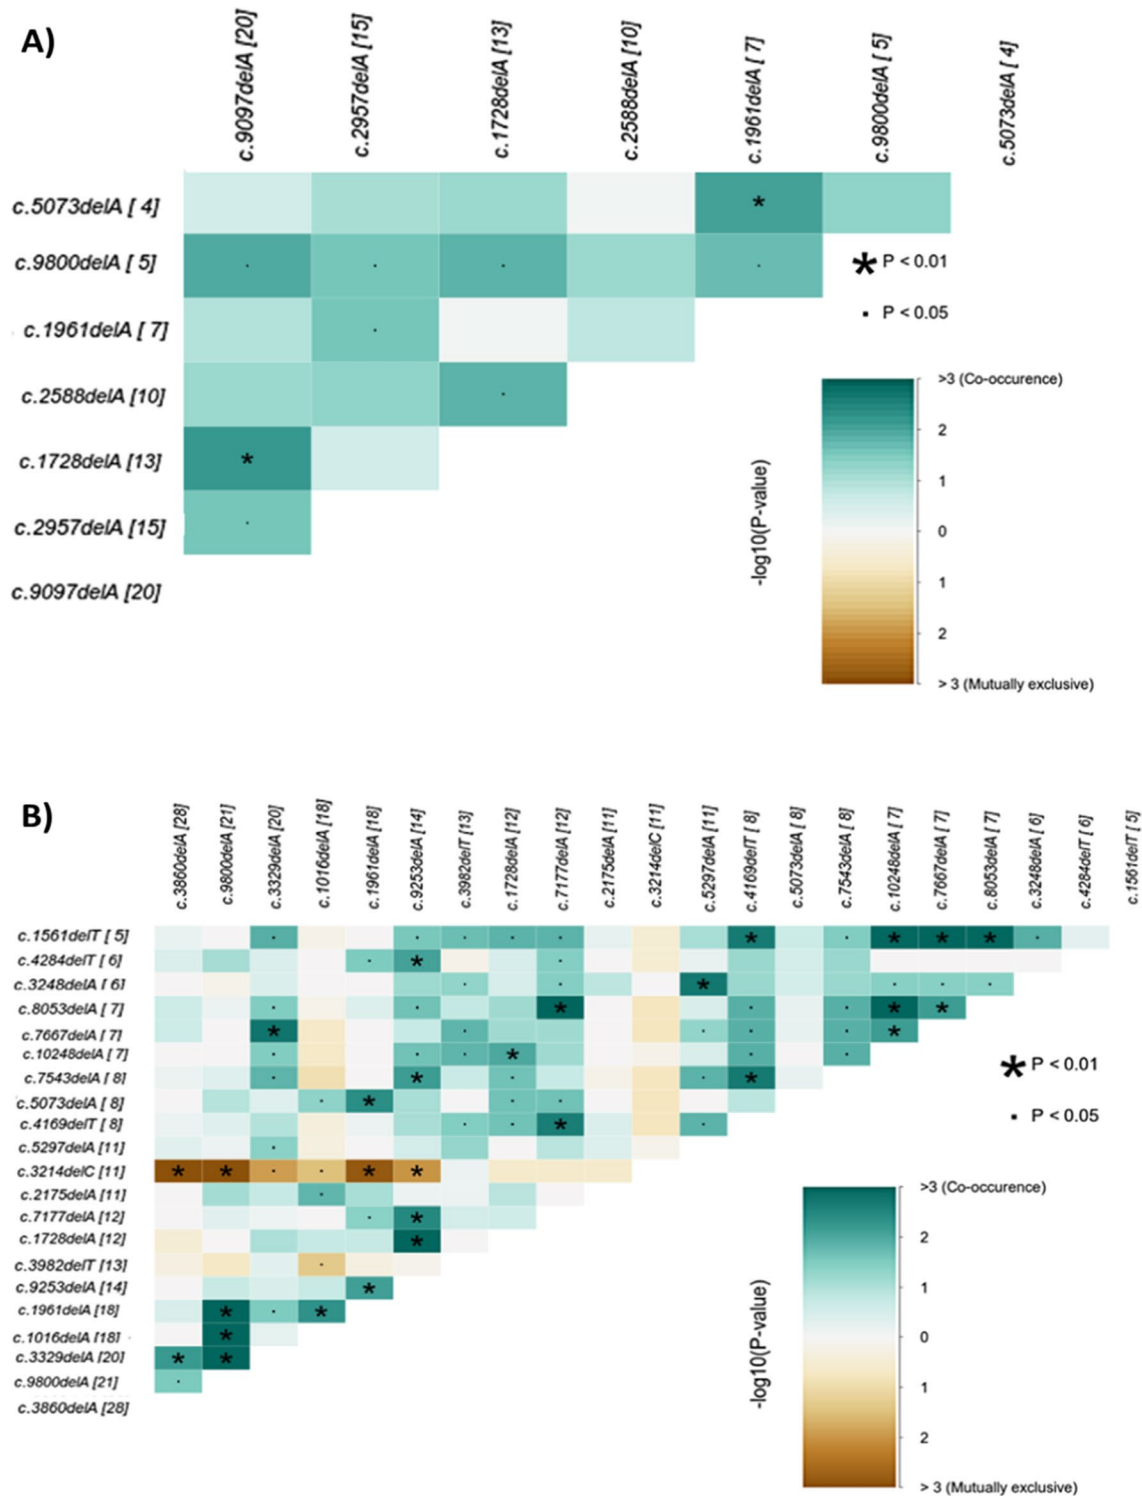 A)
c.9097delA [20]
c.2957delA [15]
c.1728delA [13]
c.2588delA [10]
c.1961delA [ 7]
c.9800delA [ 5]
c.5073delA [ 4]
c.5073delA [ 4]
*
c.9800delA [ 5]
* P < 0.01
. P < 0.05
c.1961delA [ 7]
c.2588delA [10]
c.1728delA [13]
*
c.2957delA [15]
c.9097delA [20]
-log10(P-value)
>3 (Co-occurence)
2
1
0
1
2
> 3 (Mutually exclusive)
B)
c.3860delA [28]
c.9800delA [21]
c.3329delA [20]
c.1016delA [18]
c.1961delA [18]
c.9253delA [14]
c.3982delT [13]
c.1728delA [12]
c.7177delA [12]
c.2175delA [11]
c.3214delC [11]
c.5297delA [11]
c.4169delT [ 8]
c.5073delA [ 8]
c.7543delA [ 8]
c.10248delA [ 7]
c.7667delA [ 7]
c.8053delA [ 7]
c.3248delA [ 6]
c.4284delT [ 6]
c.1561delT [ 5]
c.1561delT [ 5] * * * *
c.4284delT [ 6] *
c.3248delA [ 6] *
c.8053delA [ 7] * * *
c.7667delA [ 7] * *
c.10248delA [ 7] *
c.7543delA [ 8] * *
c.5073delA [ 8] *
c.4169delT [ 8] *
c.5297delA [11]
c.3214delC [11] * * * *
c.2175delA [11]
c.7177delA [12] *
c.1728delA [12] *
c.3982delT [13]
c.9253delA [14] *
c.1961delA [18] * *
c.1016delA [18] *
c.3329delA [20] * *
c.9800delA [21]
c.3860delA [28]
* P < 0.01
. P < 0.05
-log10(P-value)
>3 (Co-occurence)
2
1
0
1
2
> 3 (Mutually exclusive)